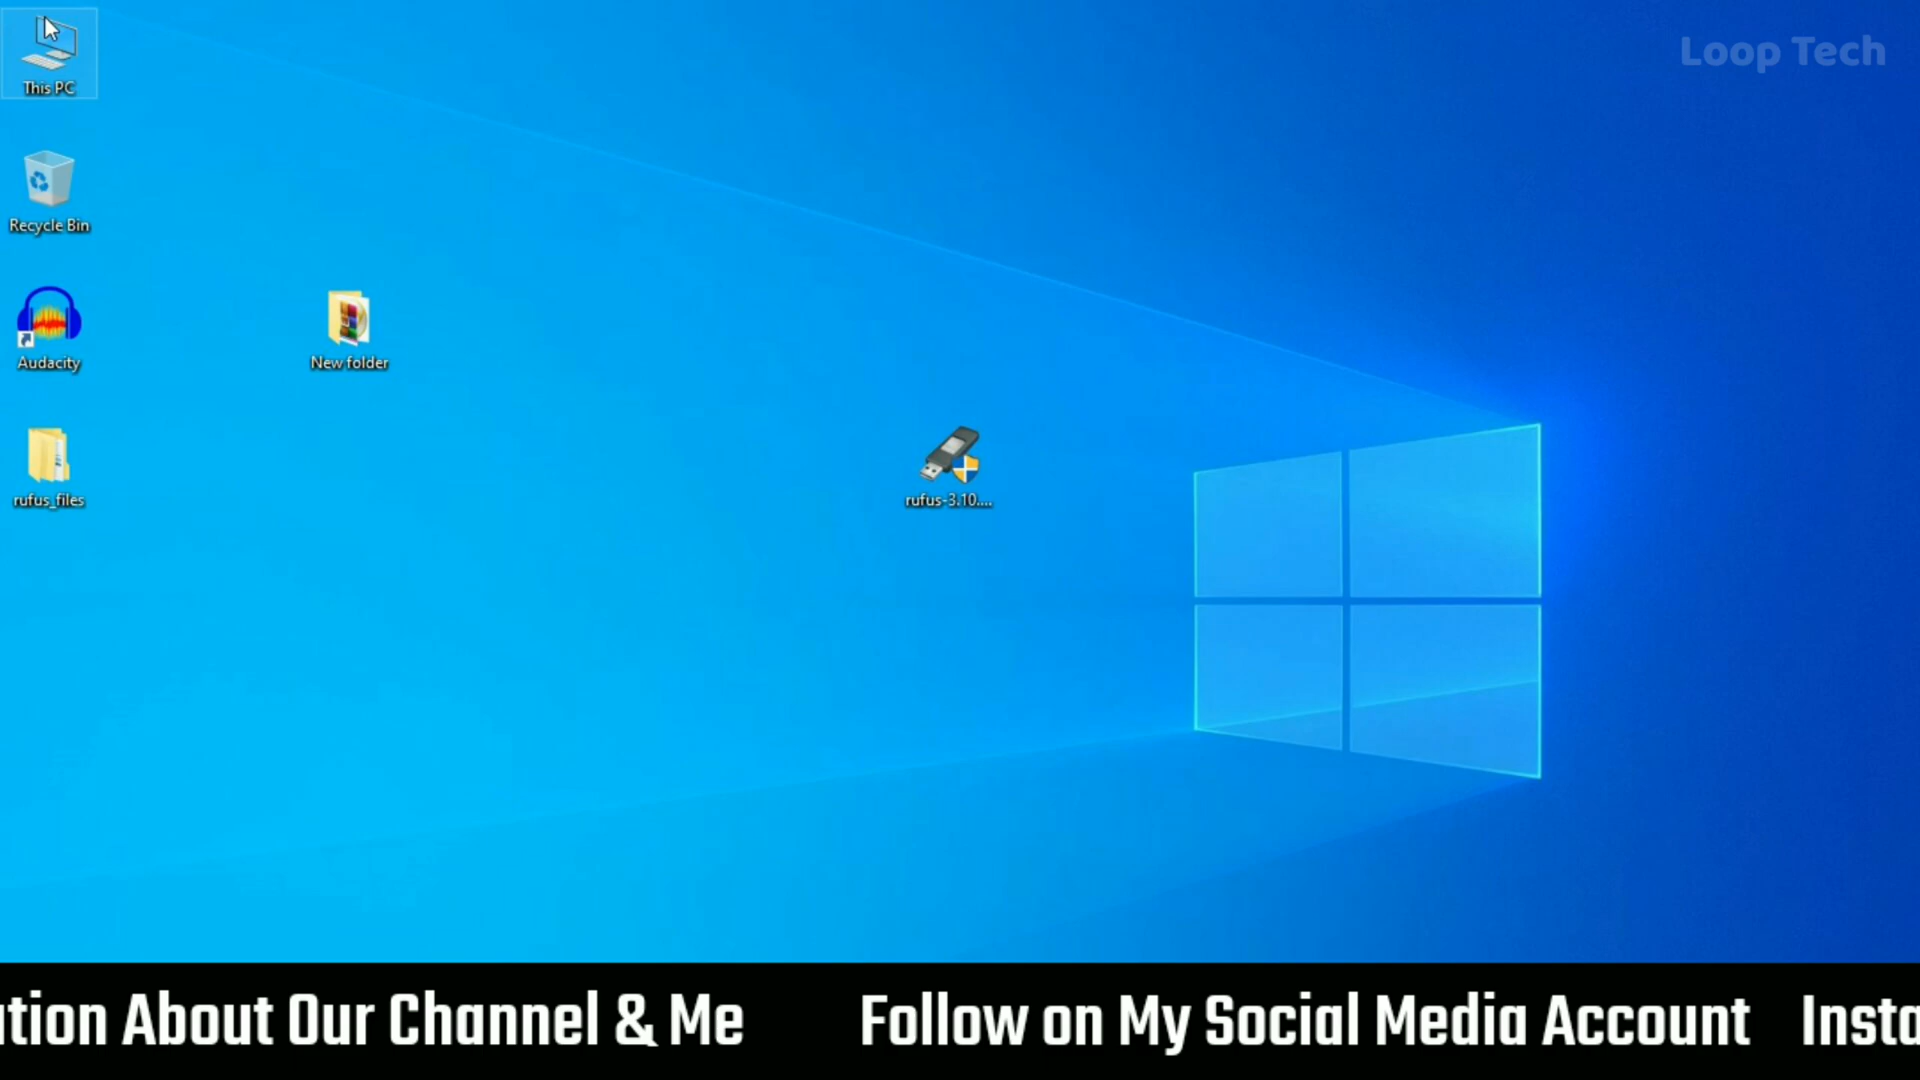 Loop Tech
This PC
Recycle Bin
Audacity
New folder
rufus_files
rufus-3.10....
ation About Our Channel & Me Follow on My Social Media Account Insta